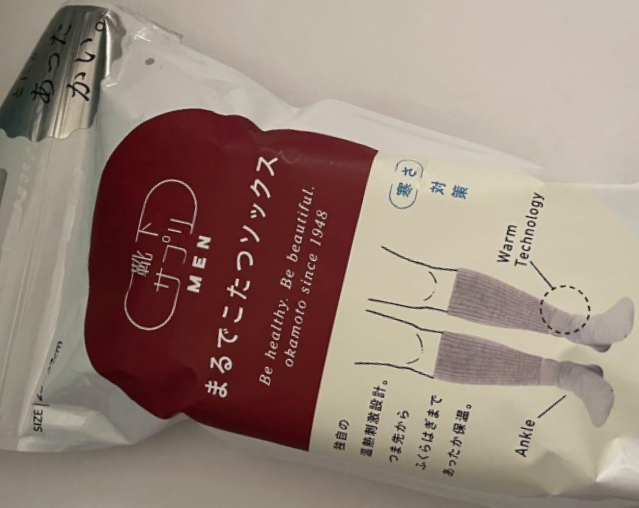 あった
かい。
靴下
サプリ
MEN
まるでこたつソックス
Be healthy. Be beautiful.
okamoto since 1948
寒さ
対
策
Warm
Technology
独自の
温熱刺激設計。
つま先から
ふくらはぎまで
あったか保温。
Ankle
SIZE